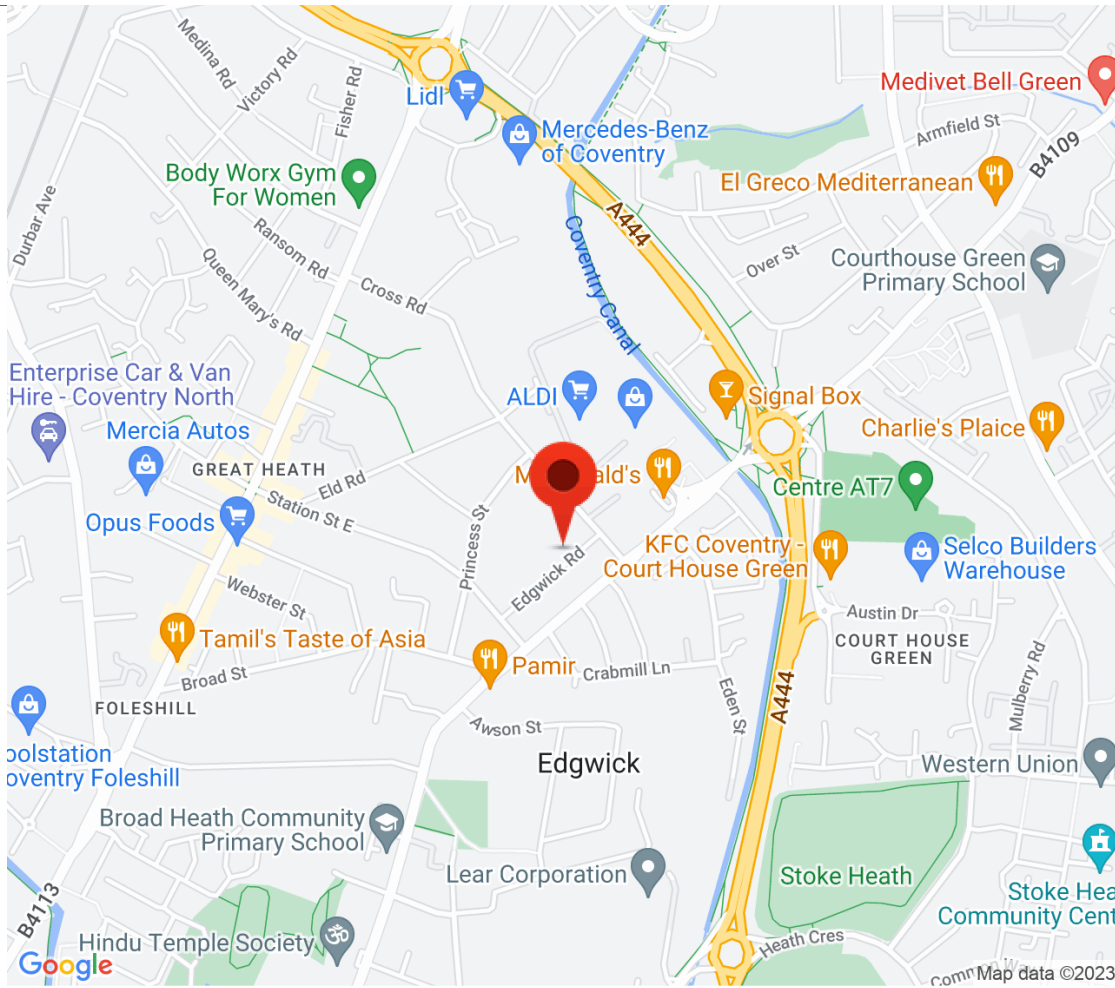 Medina Rd
Victory Rd
Fisher Rd
Lidl
Mercedes-Benz
of Coventry
Medivet Bell Green
Armfield St
B4109
Body Worx Gym
For Women
El Greco Mediterranean
Durbar Ave
Ransom Rd
Queen Mary's Rd
Cross Rd
A444
Coventry Canal
Over St
Courthouse Green
Primary School
Enterprise Car & Van
Hire - Coventry North
Mercia Autos
ALDI
Signal Box
Charlie's Plaice
GREAT HEATH
Eld Rd
Station St E
Opus Foods
Princess St
M ald's
Centre AT7
KFC Coventry -
Court House Green
Selco Builders
Warehouse
Edgwick Rd
Webster St
Tamil's Taste of Asia
Broad St
Pamir
Crabmill Ln
Austin Dr
COURT HOUSE
GREEN
FOLESHILL
Awson St
Eden St
A444
Mulberry Rd
oolstation
oventry Foleshill
Edgwick
Western Union
Broad Heath Community
Primary School
Lear Corporation
Stoke Heath
Stoke Hea
Community Cent
B4113
Hindu Temple Society
Heath Cres
Google
Map data ©2023